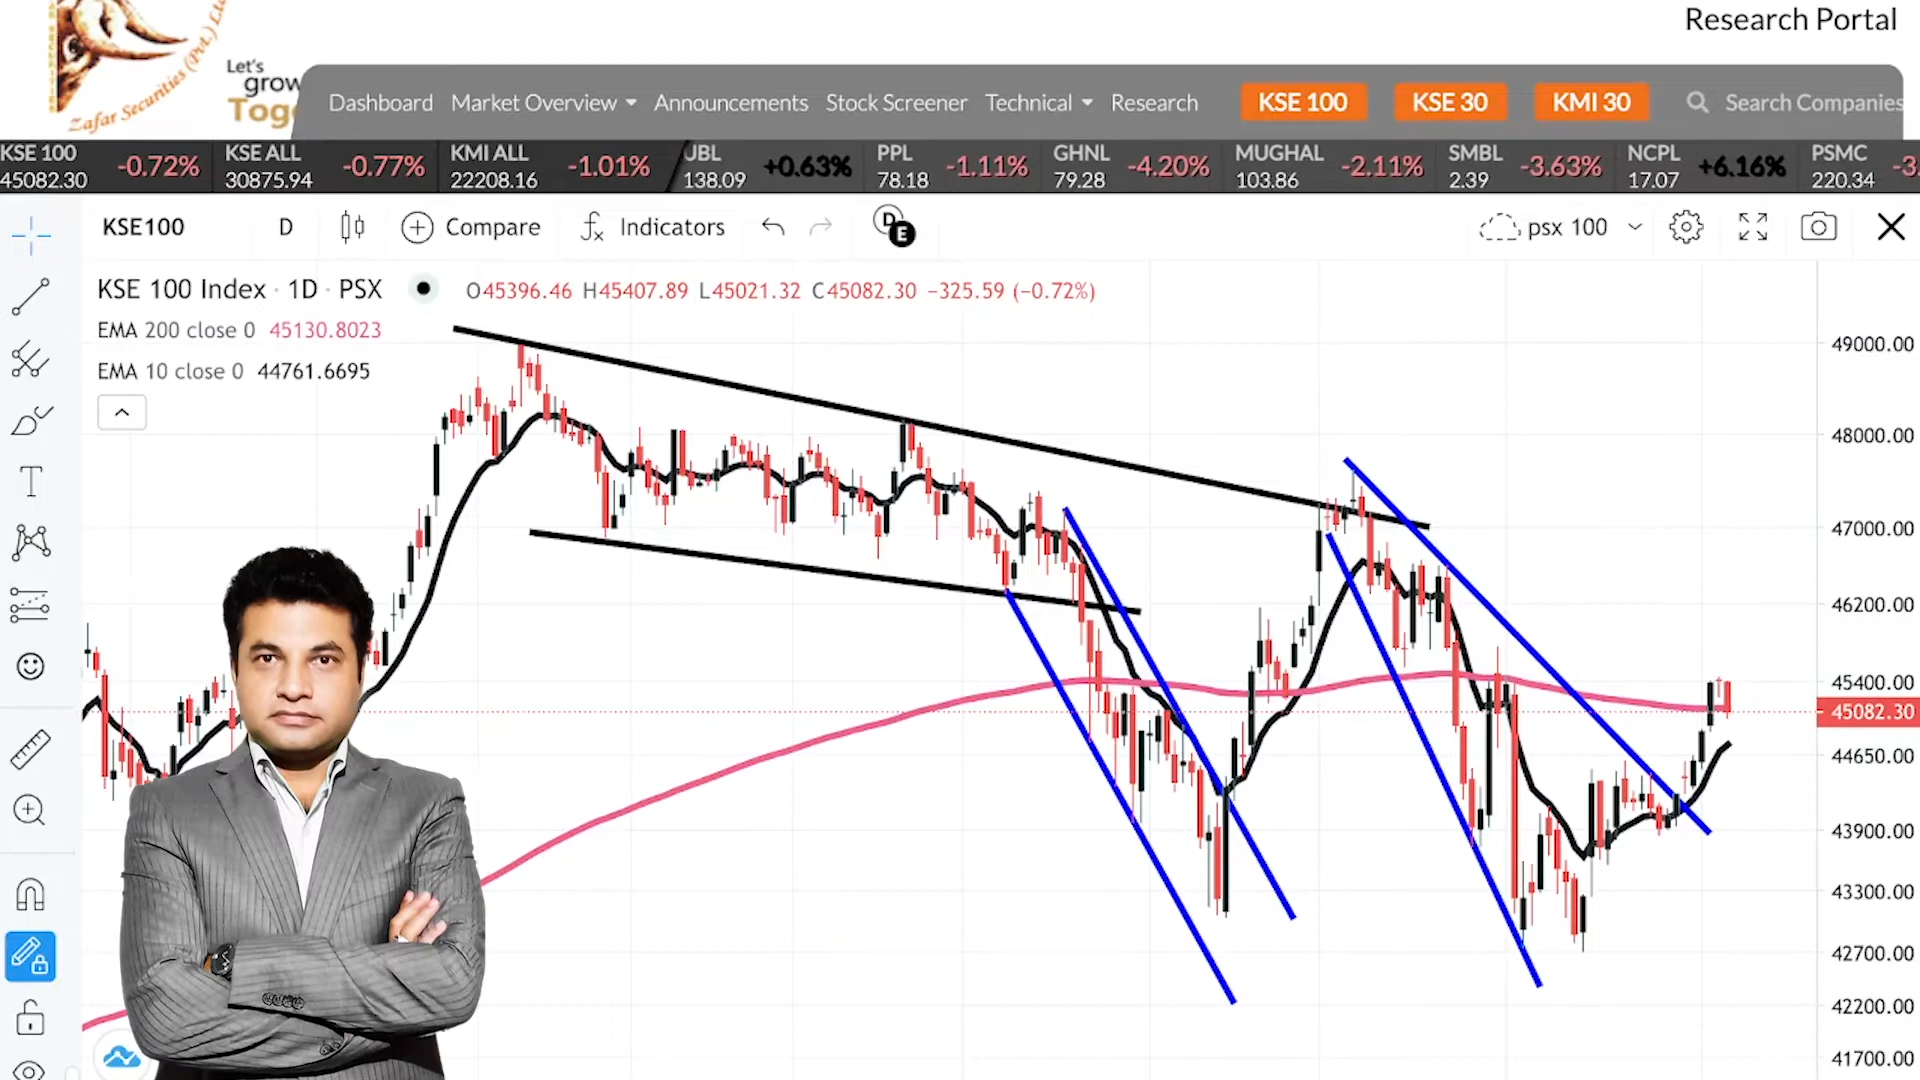 Research Portal
Zafar Securities (Pvt.)
Let's
grow
Dashboard Market Overview Announcements Stock Screener Technical Research KSE 100 KSE 30 KMI 30 Search Companies
KSE 100 -0.72% KSE ALL -0.77% KMI ALL -1.01% UBL +0.63% PPL -1.11% GHNL -4.20% MUGHAL -2.11% SMBL -3.63% NCPL +6.16% PSMC
45082.30 30875.94 22208.16 138.09 78.18 79.28 103.86 2.39 17.07 220.34
KSE100 D Compare Indicators D E psx 100
KSE 100 Index · 1D · PSX O45396.46 H45407.89 L45021.32 C45082.30 −325.59 (−0.72%)
EMA 200 close 0 45130.8023
EMA 10 close 0 44761.6695
T
49000.00
48000.00
47000.00
46200.00
45400.00
45082.30
44650.00
43900.00
43300.00
42700.00
42200.00
41700.00